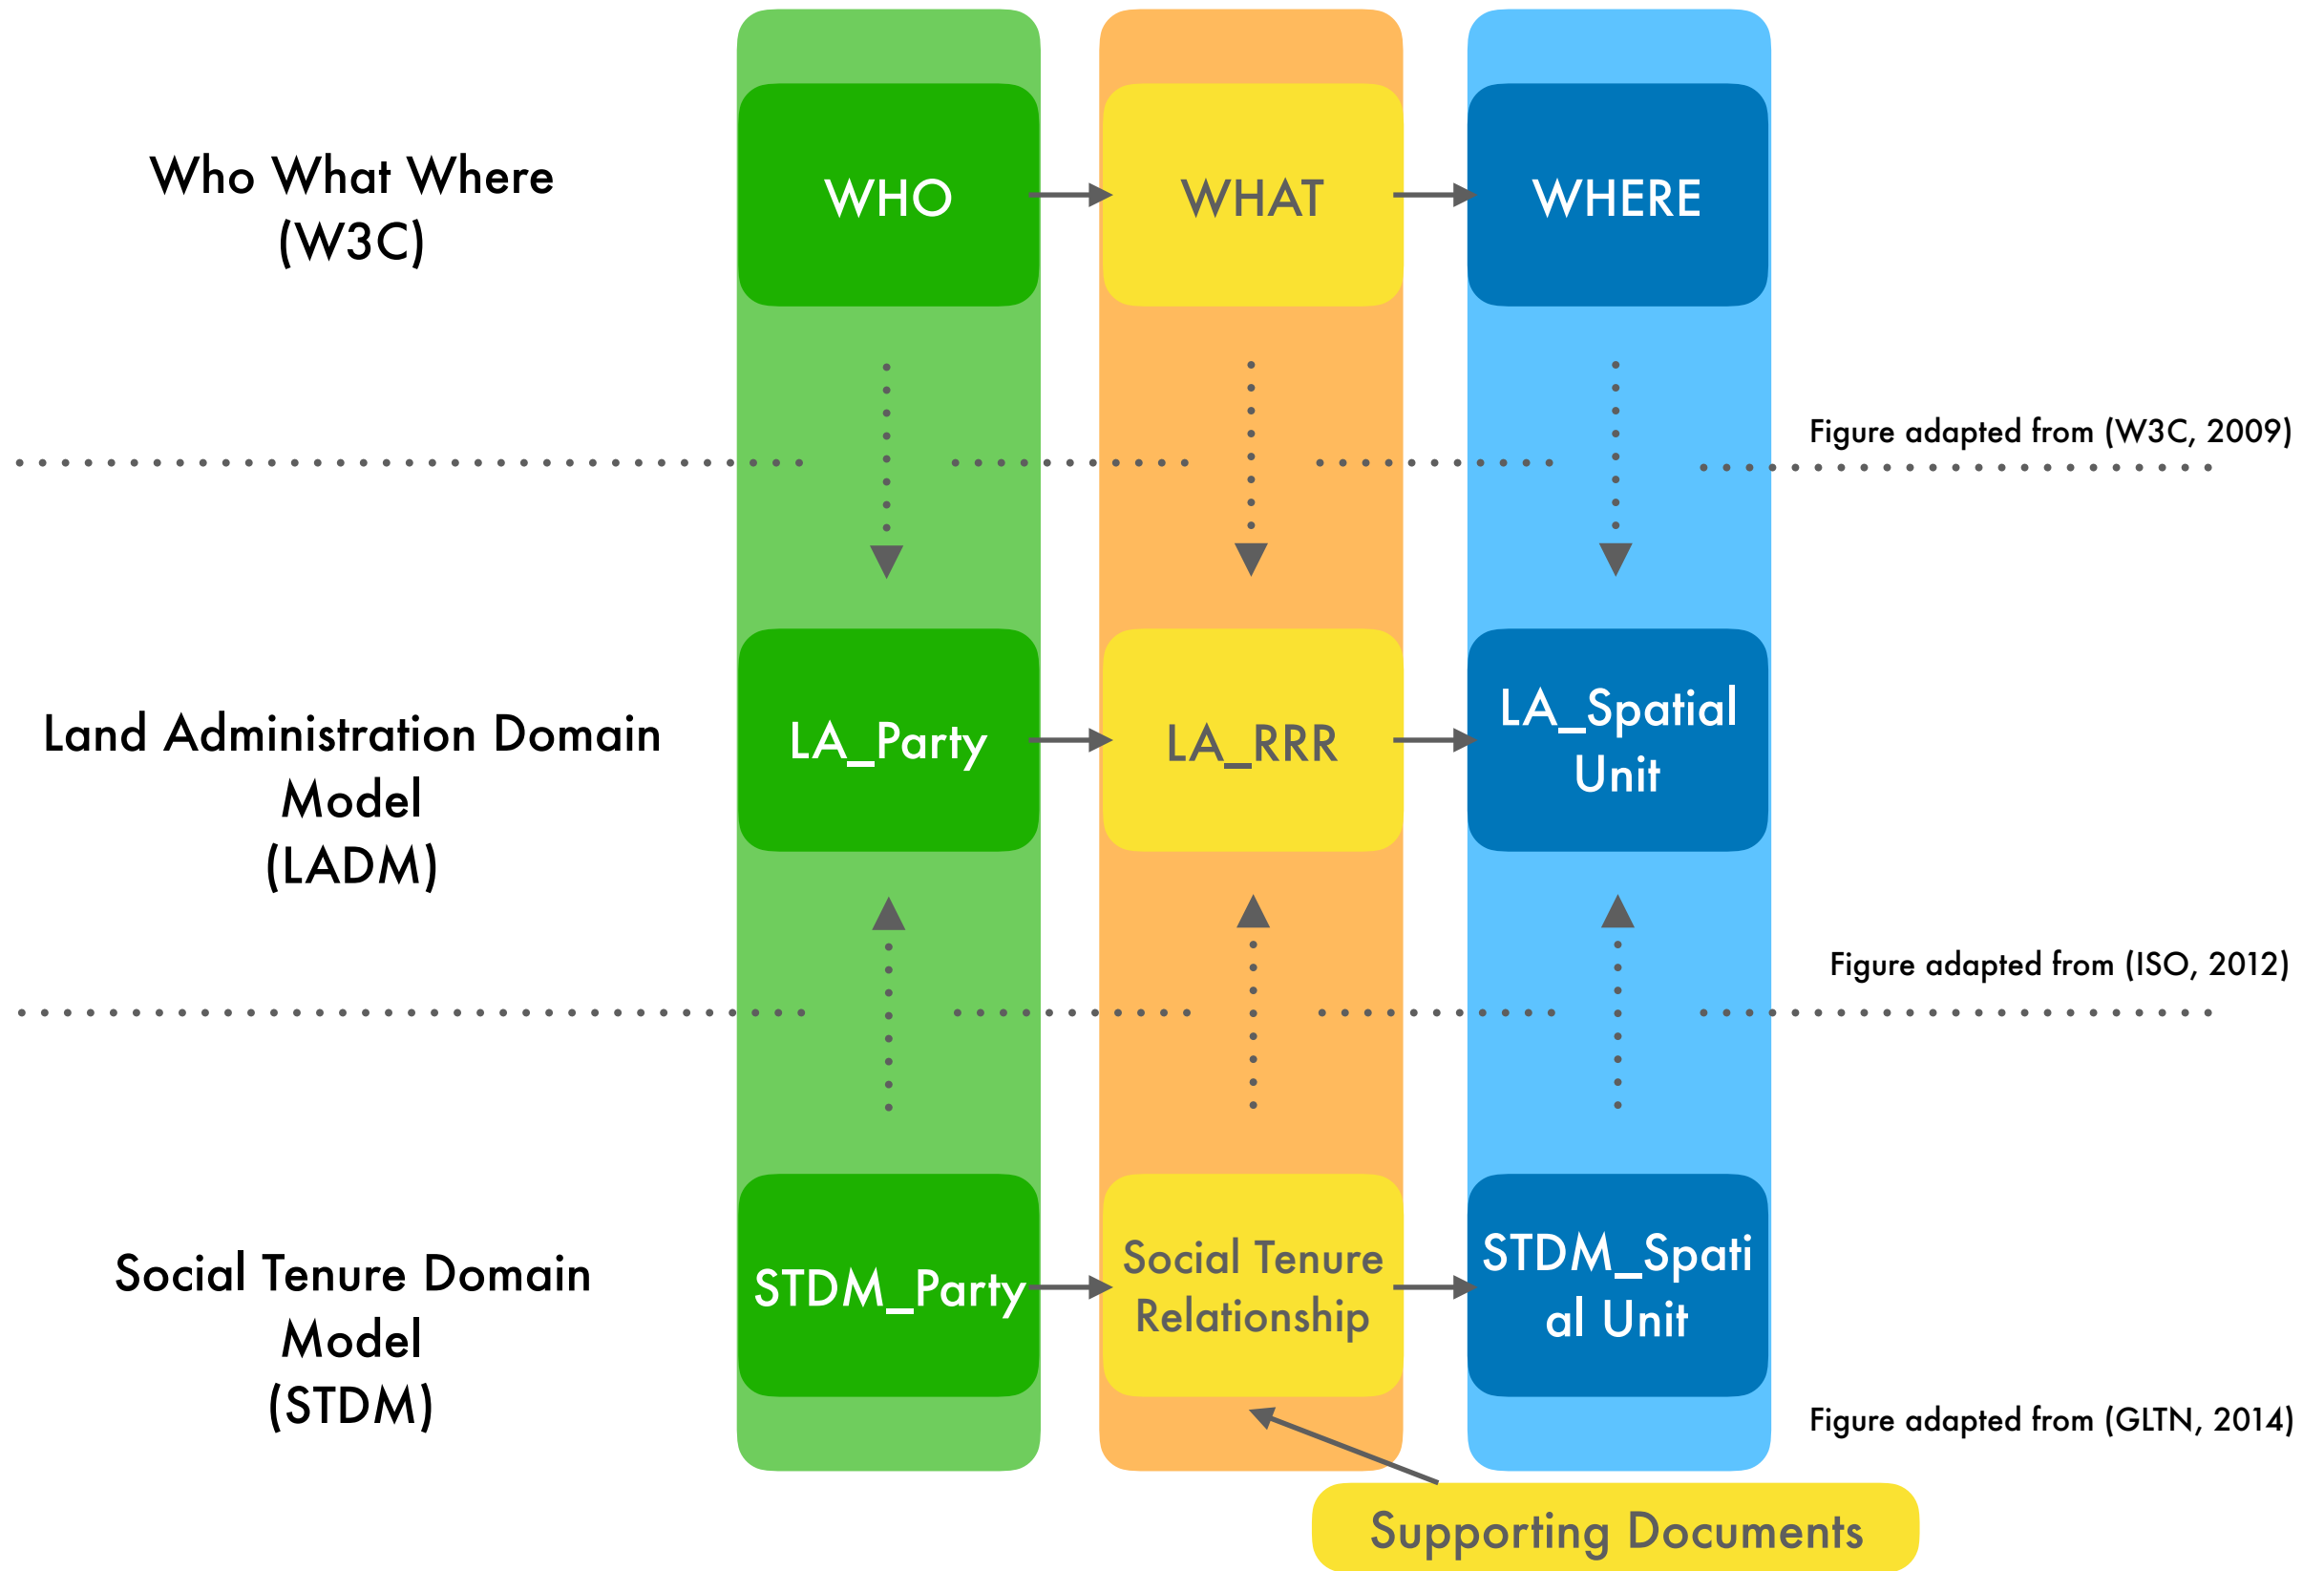 Who What Where
(W3C)
WHO
WHAT
WHERE
Figure adapted from (W3C, 2009)
Land Administration Domain
Model
(LADM)
LA_Party
LA_RRR
LA_Spatial
Unit
Figure adapted from (ISO, 2012)
Social Tenure Domain
Model
(STDM)
STDM_Party
Social Tenure
Relationship
STDM_Spati
al Unit
Figure adapted from (GLTN, 2014)
Supporting Documents